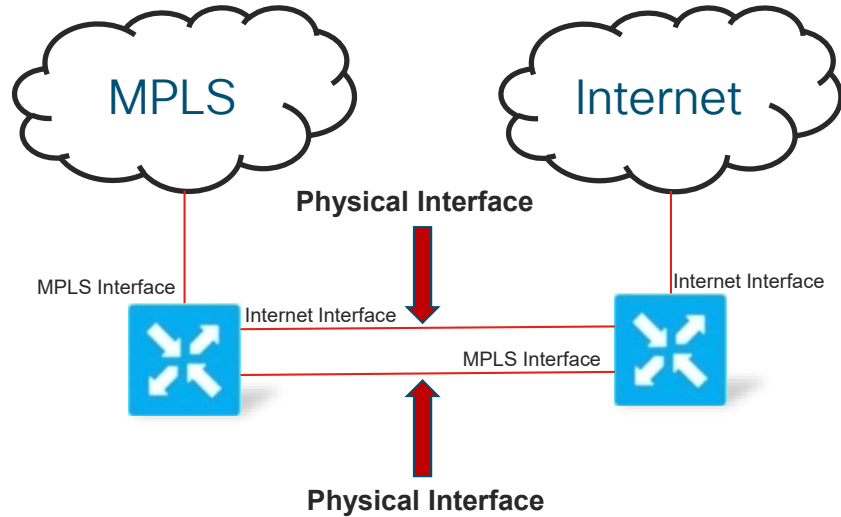 MPLS
Internet
Physical Interface
MPLS Interface
Internet Interface
Internet Interface
MPLS Interface
Physical Interface